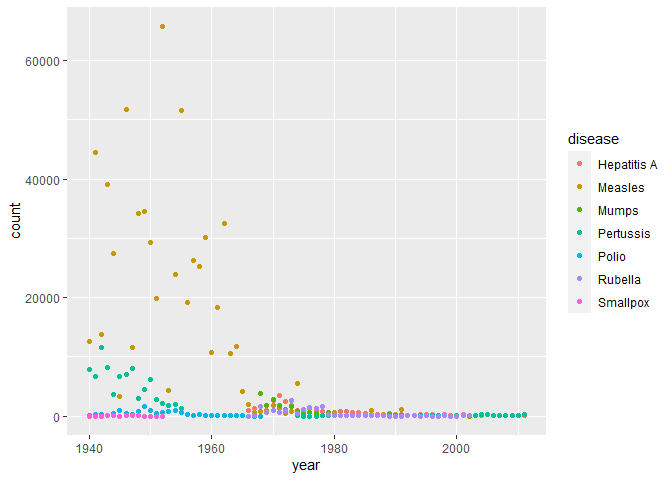 60000
40000
20000
0
count
1940
1960
1980
2000
year
disease
Hepatitis A
Measles
Mumps
Pertussis
Polio
Rubella
Smallpox